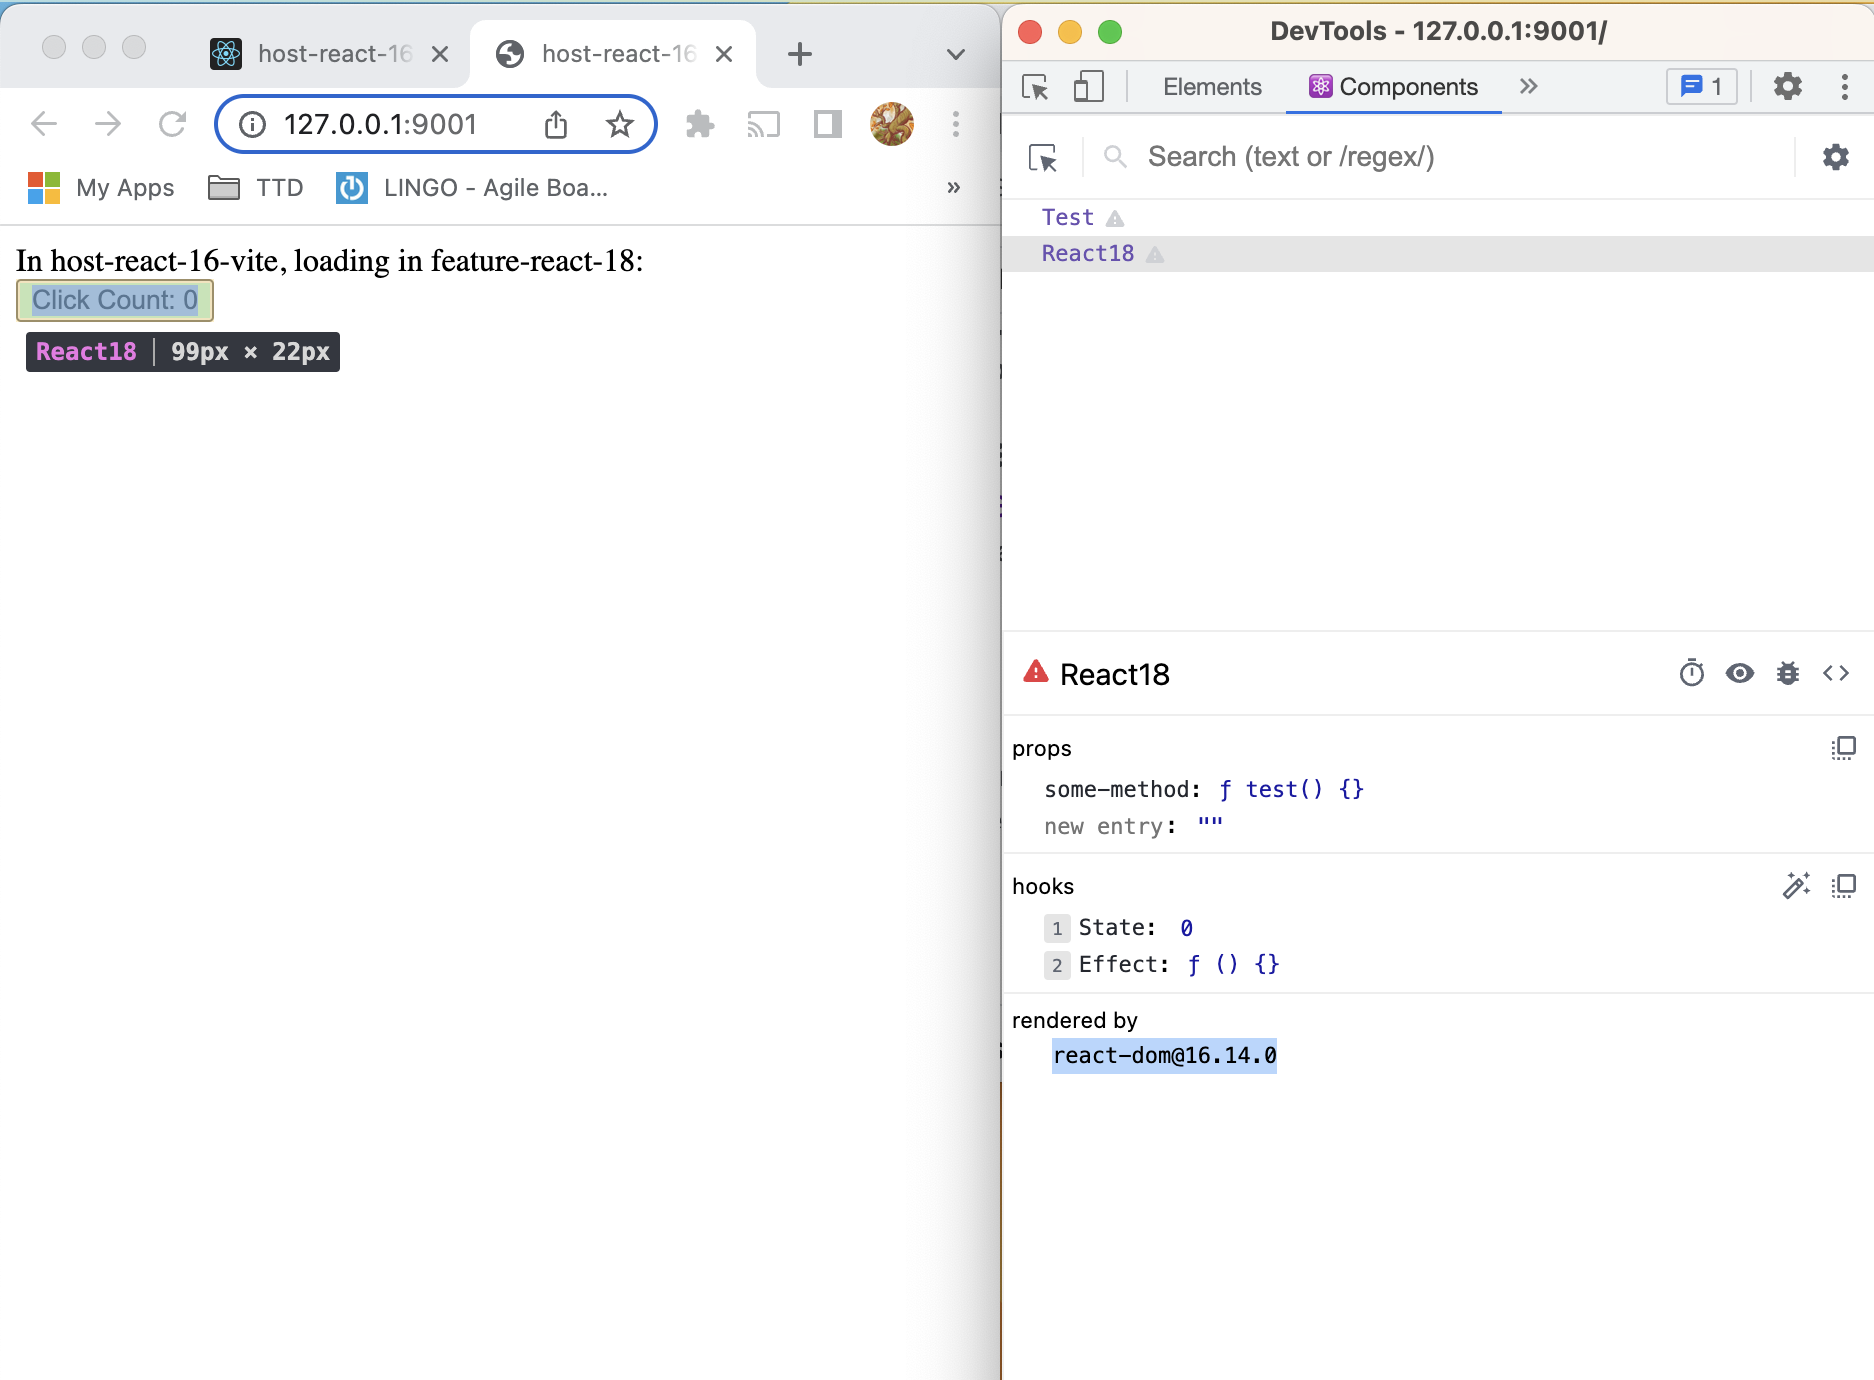 host-react-16
host-react-16
127.0.0.1:9001
My Apps
TTD
LINGO - Agile Boa...
»
In host-react-16-vite, loading in feature-react-18:
Click Count: 0
React18 | 99px × 22px
DevTools - 127.0.0.1:9001/
Elements
Components
1
Search (text or /regex/)
Test
React18
React18
props
some-method: ƒ test() {}
new entry: ""
hooks
1 State: 0
2 Effect: ƒ () {}
rendered by
react-dom@16.14.0